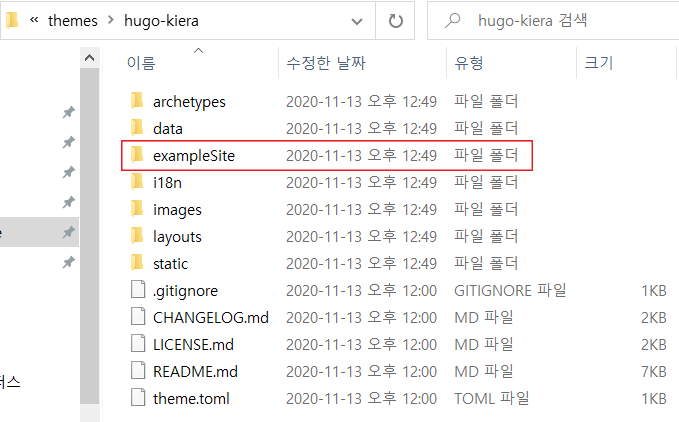 « themes › hugo-kiera
hugo-kiera 검색
이름 수정한 날짜 유형 크기
archetypes 2020-11-13 오후 12:49 파일 폴더
data 2020-11-13 오후 12:49 파일 폴더
exampleSite 2020-11-13 오후 12:49 파일 폴더
i18n 2020-11-13 오후 12:49 파일 폴더
images 2020-11-13 오후 12:49 파일 폴더
layouts 2020-11-13 오후 12:49 파일 폴더
static 2020-11-13 오후 12:49 파일 폴더
.gitignore 2020-11-13 오후 12:00 GITIGNORE 파일 1KB
CHANGELOG.md 2020-11-13 오후 12:00 MD 파일 2KB
LICENSE.md 2020-11-13 오후 12:00 MD 파일 2KB
README.md 2020-11-13 오후 12:00 MD 파일 7KB
theme.toml 2020-11-13 오후 12:00 TOML 파일 1KB